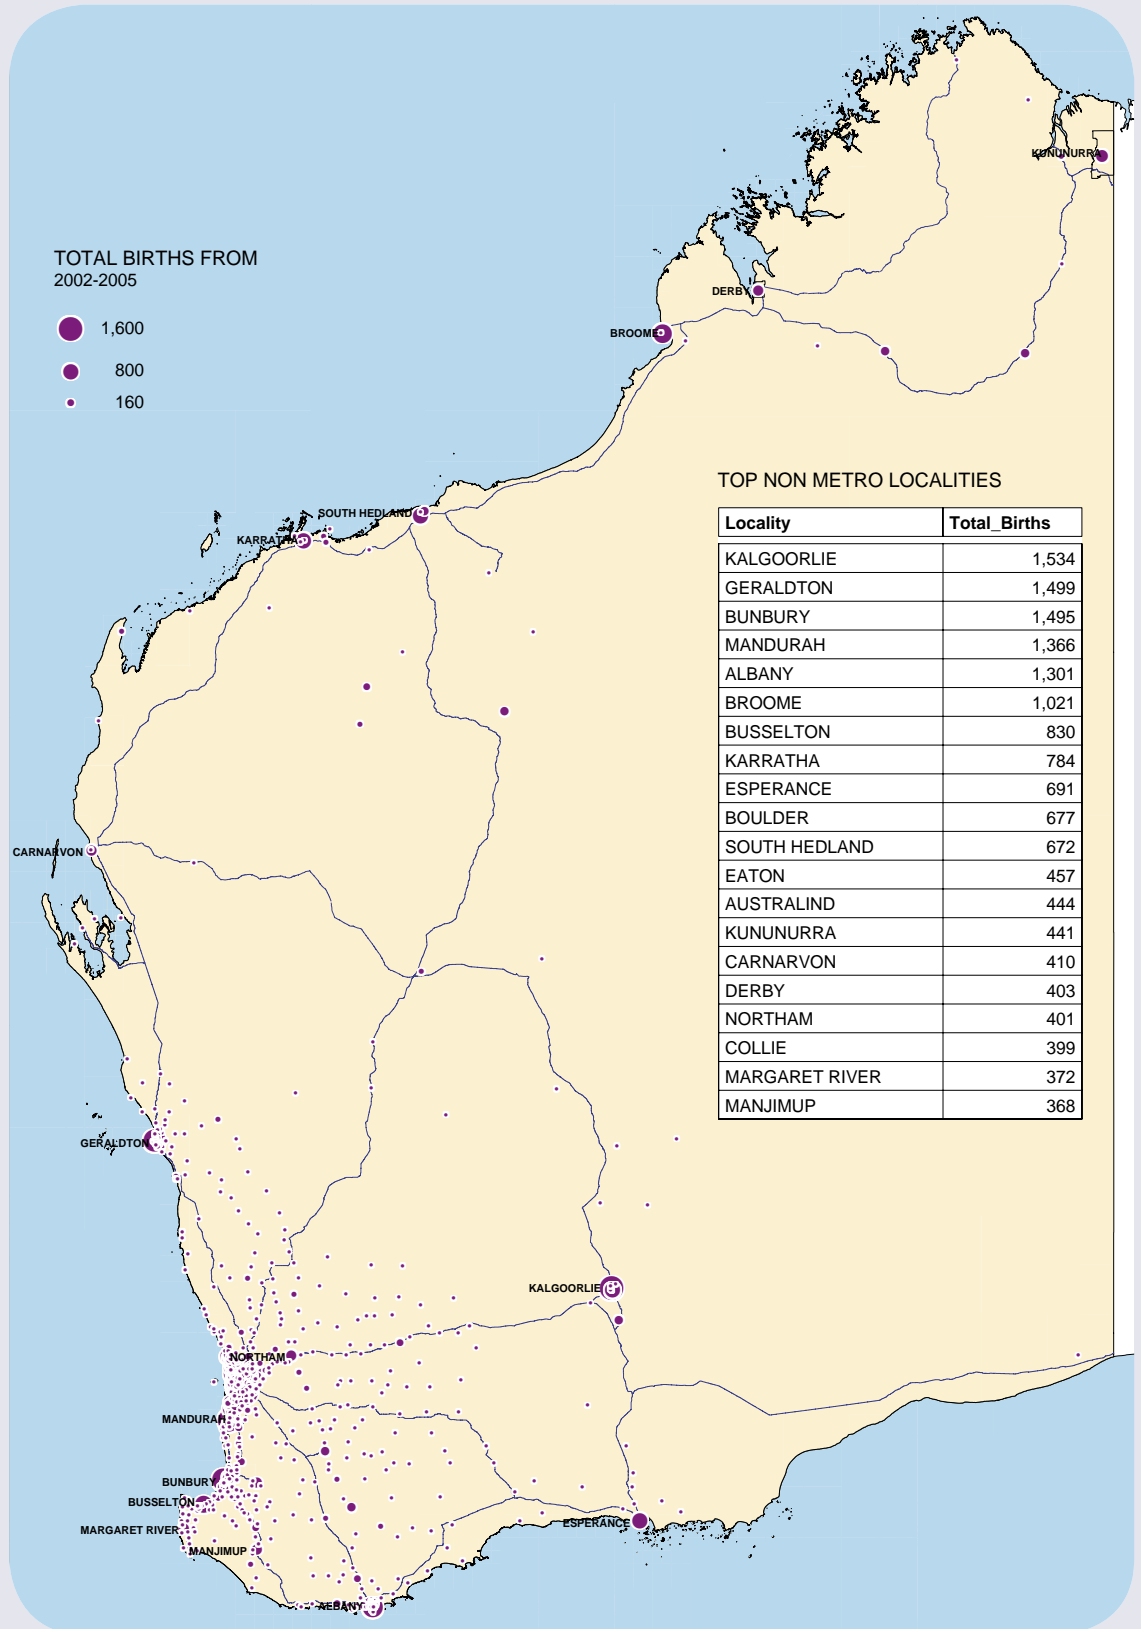 KUNUNURRA
TOTAL BIRTHS FROM
2002-2005
DERBY
1,600
BROOME
800
160
TOP NON METRO LOCALITIES
SOUTH HEDLAND
Locality Total_Births
KARRATHA
KALGOORLIE 1,534
GERALDTON 1,499
BUNBURY 1,495
MANDURAH 1,366
ALBANY 1,301
BROOME 1,021
BUSSELTON 830
KARRATHA 784
ESPERANCE 691
BOULDER 677
SOUTH HEDLAND 672
CARNARVON
EATON 457
AUSTRALIND 444
KUNUNURRA 441
CARNARVON 410
DERBY 403
NORTHAM 401
COLLIE 399
MARGARET RIVER 372
MANJIMUP 368
GERALDTON
KALGOORLIE
NORTHAM
MANDURAH
BUNBURY
BUSSELTON
ESPERANCE
MARGARET RIVER
MANJIMUP
ALBANY